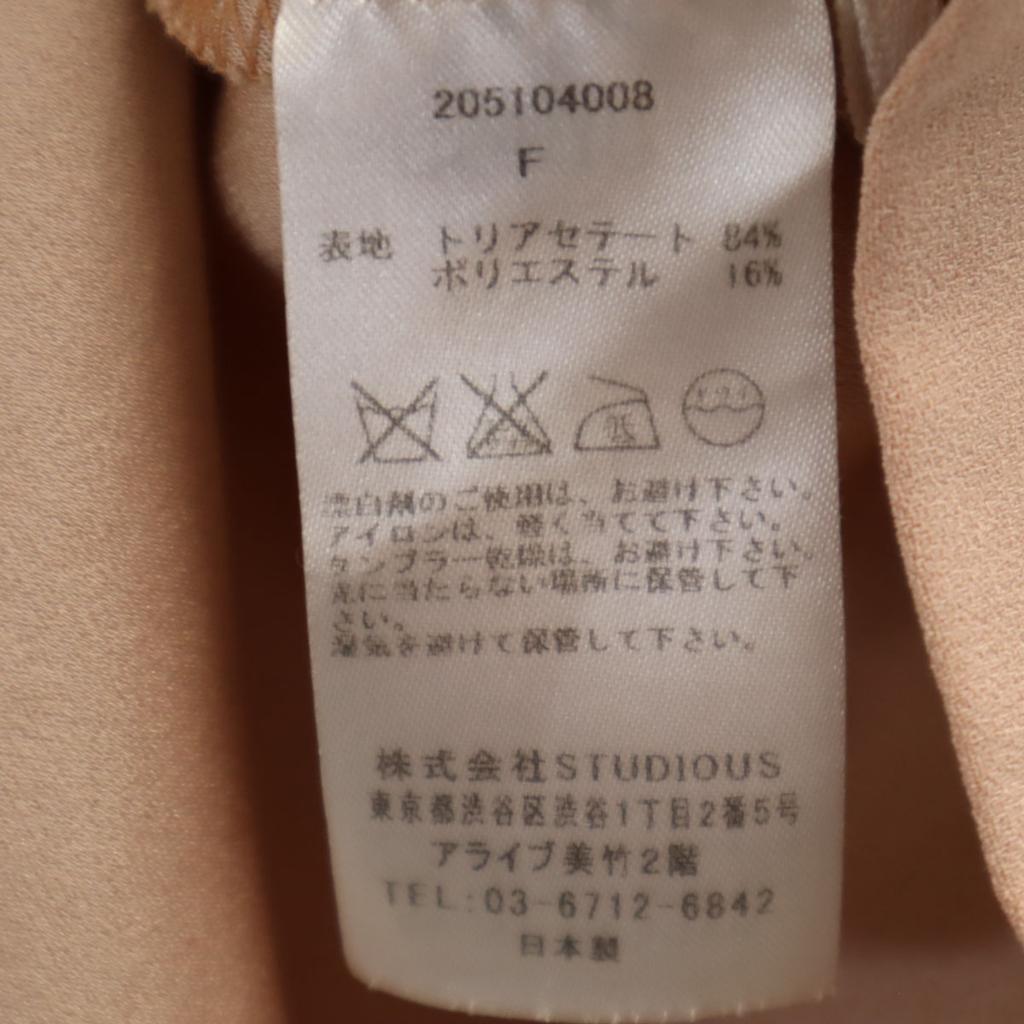 205104008
F
表地 トリアセテート 84%
ポリエステル 16%
漂白剤のご使用は、お避け下さい。
アイロンは、軽く当てて下さい。
タンブラー乾燥は、お避け下さい。
光に当たらない場所に保管して下
さい。
湿気を避けて保管して下さい。
株式会社STUDIOUS
東京都渋谷区渋谷1丁目2番5号
アライブ美竹2階
TEL:03-6712-6842
日本製